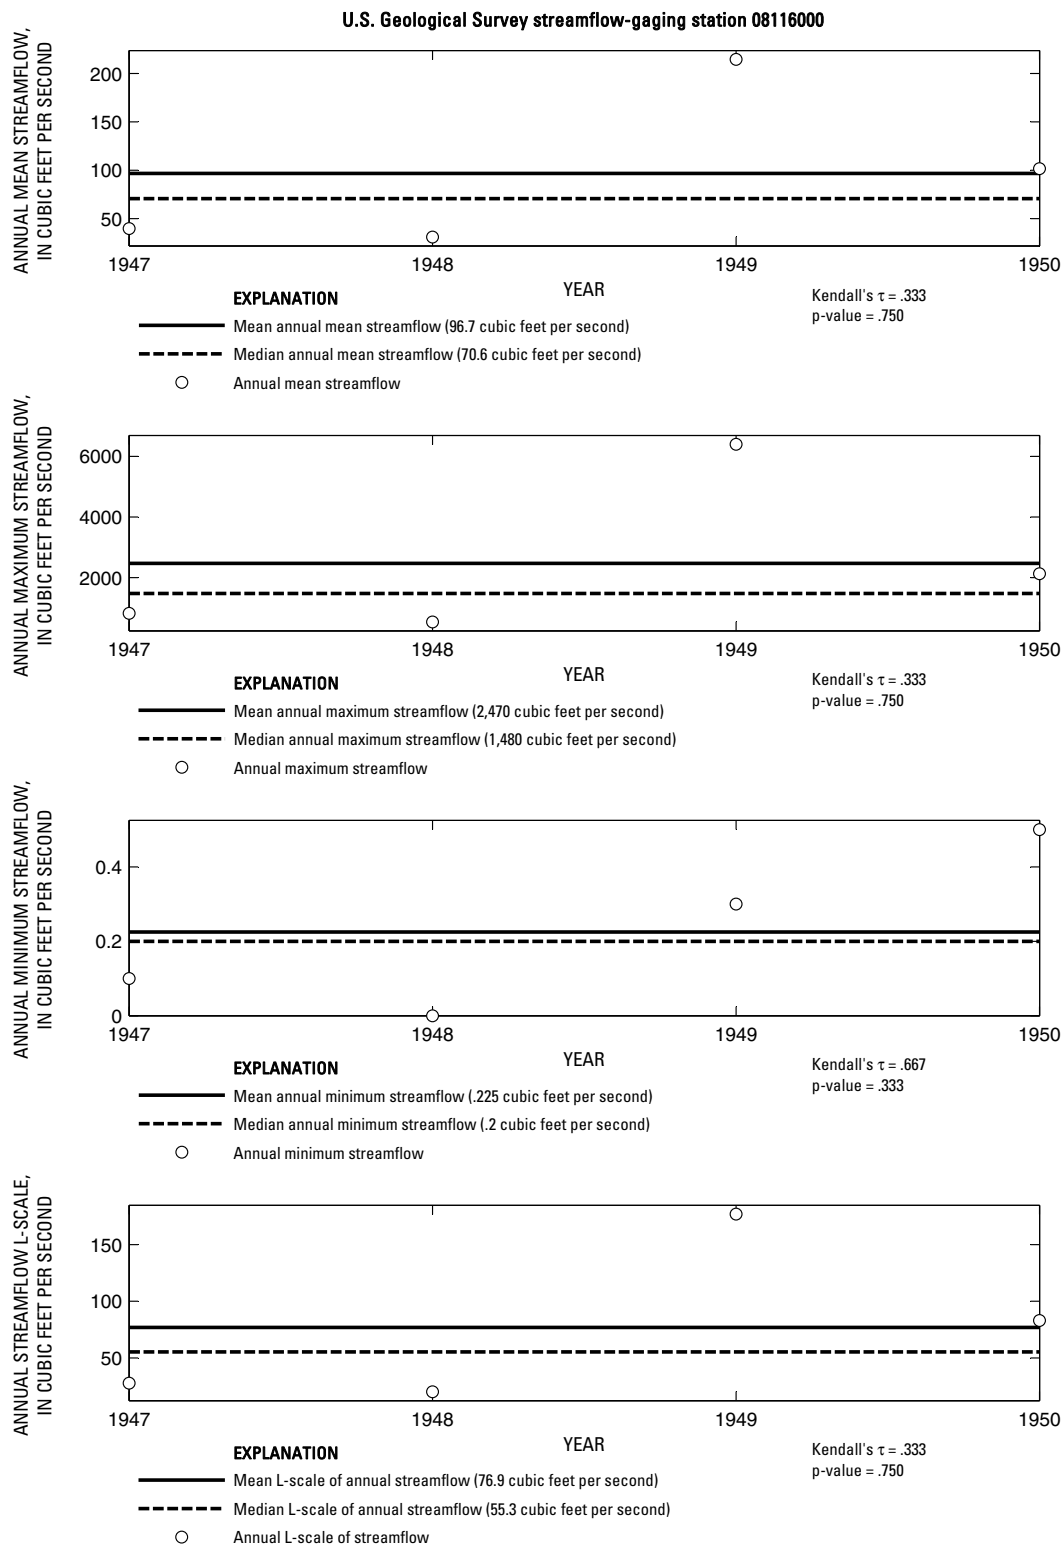 U.S. Geological Survey streamflow-gaging station 08116000
ANNUAL MEAN STREAMFLOW,
IN CUBIC FEET PER SECOND
200
150
100
50
1947 1948 1949 1950
YEAR
Kendall's τ = .333
p-value = .750
EXPLANATION
Mean annual mean streamflow (96.7 cubic feet per second)
Median annual mean streamflow (70.6 cubic feet per second)
Annual mean streamflow
ANNUAL MAXIMUM STREAMFLOW,
IN CUBIC FEET PER SECOND
6000
4000
2000
1947 1948 1949 1950
YEAR
Kendall's τ = .333
p-value = .750
EXPLANATION
Mean annual maximum streamflow (2,470 cubic feet per second)
Median annual maximum streamflow (1,480 cubic feet per second)
Annual maximum streamflow
ANNUAL MINIMUM STREAMFLOW,
IN CUBIC FEET PER SECOND
0.4
0.2
0
1947 1948 1949 1950
YEAR
Kendall's τ = .667
p-value = .333
EXPLANATION
Mean annual minimum streamflow (.225 cubic feet per second)
Median annual minimum streamflow (.2 cubic feet per second)
Annual minimum streamflow
ANNUAL STREAMFLOW L-SCALE,
IN CUBIC FEET PER SECOND
150
100
50
1947 1948 1949 1950
YEAR
Kendall's τ = .333
p-value = .750
EXPLANATION
Mean L-scale of annual streamflow (76.9 cubic feet per second)
Median L-scale of annual streamflow (55.3 cubic feet per second)
Annual L-scale of streamflow